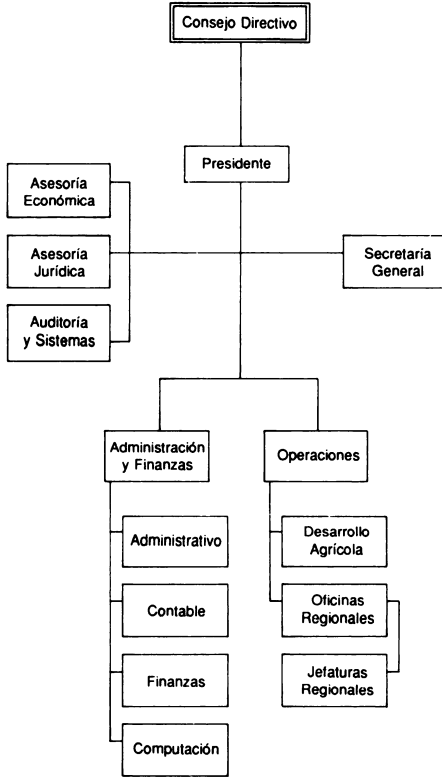 Consejo Directivo
Presidente
Asesoría
Económica
Asesoría
Jurídica
Secretaría
General
Auditoría
y Sistemas
Administración
y Finanzas
Operaciones
Administrativo
Desarrollo
Agrícola
Contable
Oficinas
Regionales
Finanzas
Jefaturas
Regionales
Computación